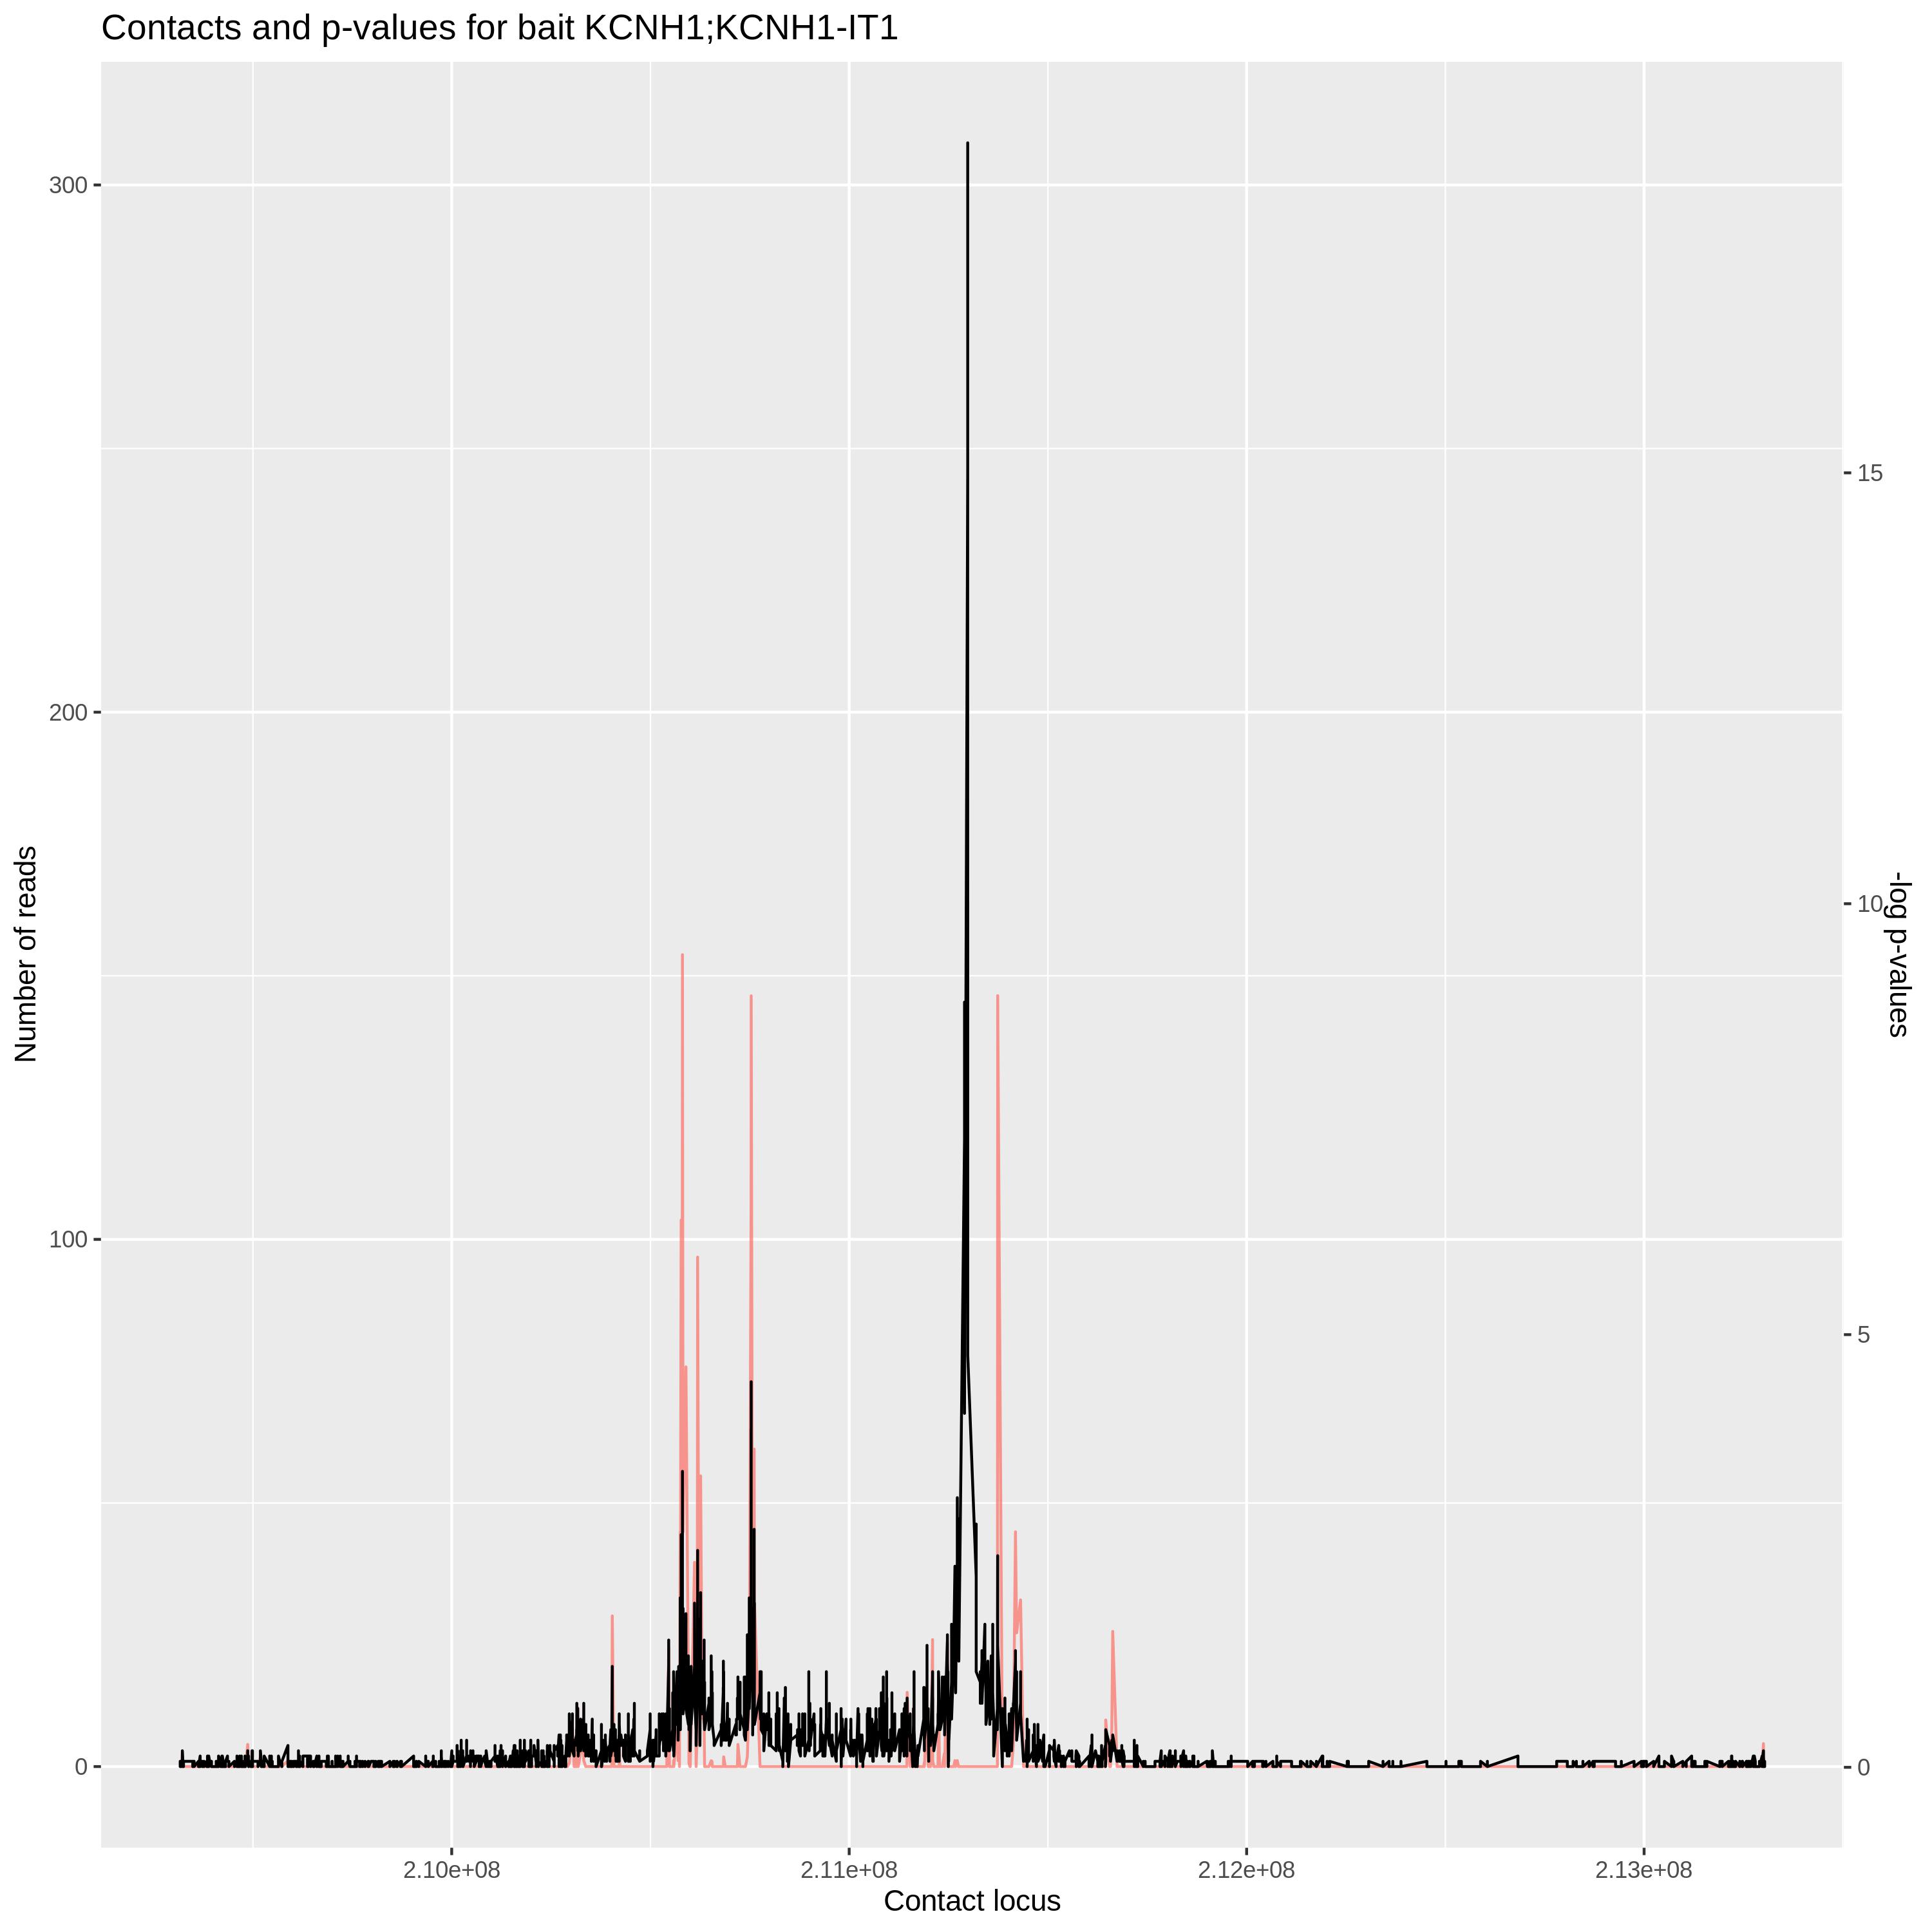 Contacts and p-values for bait KCNH1;KCNH1-IT1
300
200
100
0
15
10
5
0
Number of reads
-log p-values
2.10e+08
2.11e+08
2.12e+08
2.13e+08
Contact locus